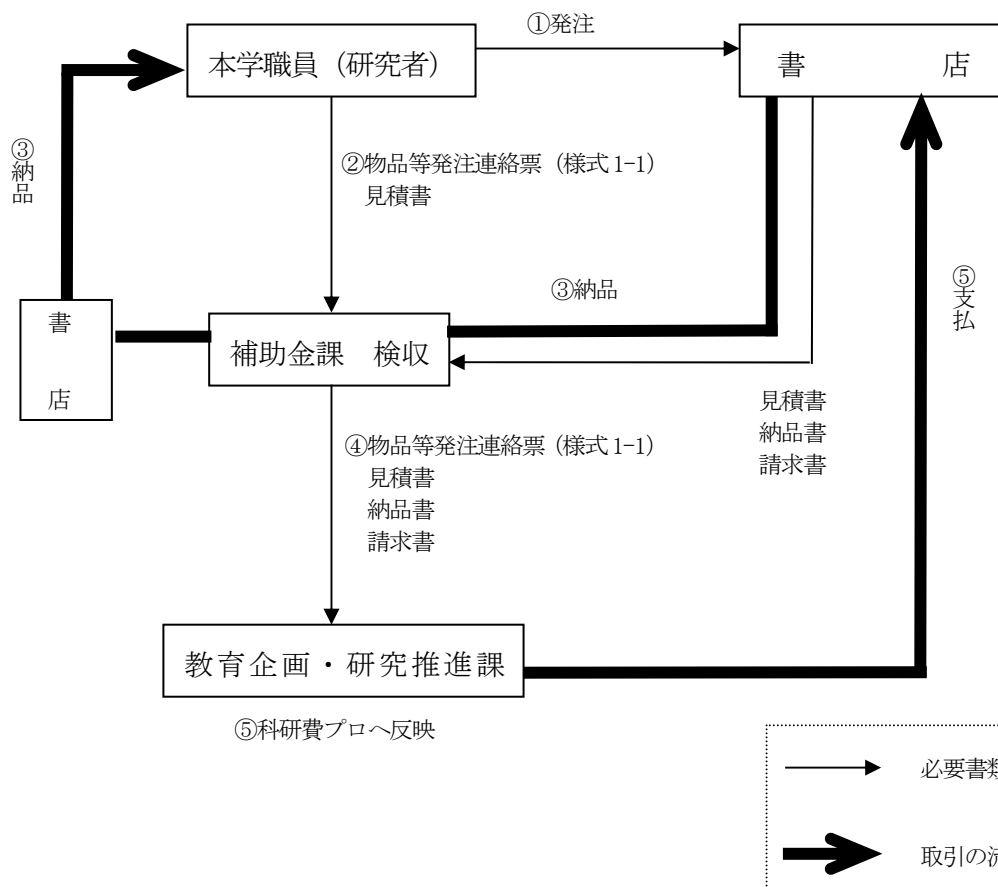 ①発注
本学職員（研究者）
書　　　店
③納品
②物品等発注連絡票（様式 1-1）
見積書
③納品
⑤支払
書
店
補助金課　検収
見積書
納品書
請求書
④物品等発注連絡票（様式 1-1）
見積書
納品書
請求書
教育企画・研究推進課
⑤科研費プロへ反映
必要書類
取引の流